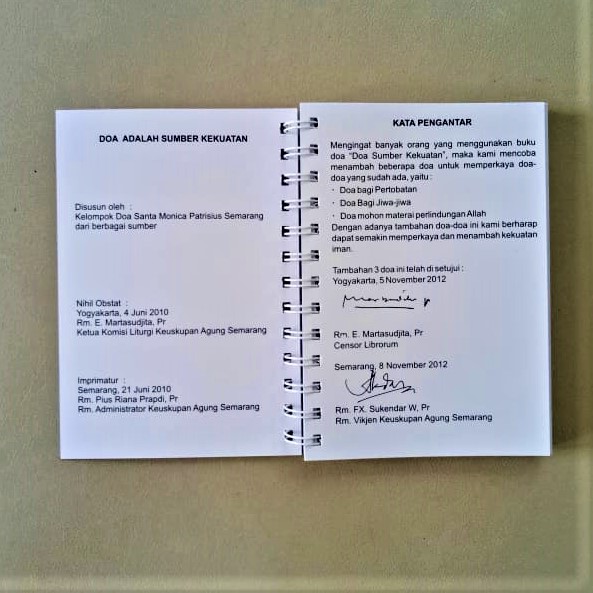 DOA ADALAH SUMBER KEKUATAN
Disusun oleh :
Kelompok Doa Santa Monica Patrisius Semarang
dari berbagai sumber
Nihil Obstat :
Yogyakarta, 4 Juni 2010
Rm. E. Martasudjita, Pr
Ketua Komisi Liturgi Keuskupan Agung Semarang
Imprimatur :
Semarang, 21 Juni 2010
Rm. Pius Riana Prapdi, Pr
Rm. Administrator Keuskupan Agung Semarang
KATA PENGANTAR
Mengingat banyak orang yang menggunakan buku
doa "Doa Sumber Kekuatan", maka kami mencoba
menambah beberapa doa untuk memperkaya doa-
doa yang sudah ada, yaitu :
· Doa bagi Pertobatan
· Doa Bagi Jiwa-jiwa
· Doa mohon materai perlindungan Allah
Dengan adanya tambahan doa-doa ini kami berharap
dapat semakin memperkaya dan menambah kekuatan
iman.
Tambahan 3 doa ini telah di setujui :
Yogyakarta, 5 November 2012
Rm. E. Martasudjita, Pr
Censor Librorum
Semarang, 8 November 2012
Rm. FX. Sukendar W, Pr
Rm. Vikjen Keuskupan Agung Semarang